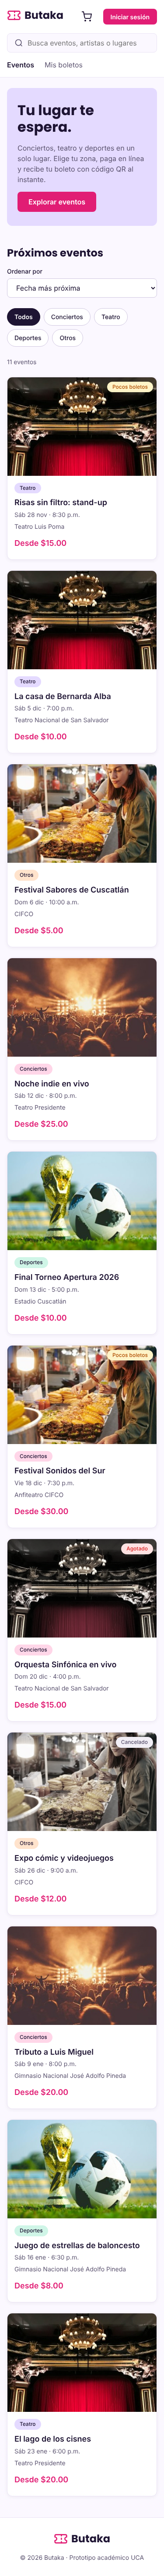 Butaka
Iniciar sesión
Busca eventos, artistas o lugares
Eventos
Mis boletos
Tu lugar te
espera.
Conciertos, teatro y deportes en un
solo lugar. Elige tu zona, paga en línea
y recibe tu boleto con código QR al
instante.
Explorar eventos
Próximos eventos
Ordenar por
Fecha más próxima
Todos
Conciertos
Teatro
Deportes
Otros
11 eventos
Pocos boletos
Teatro
Risas sin filtro: stand-up
Sáb 28 nov · 8:30 p.m.
Teatro Luis Poma
Desde $15.00
Teatro
La casa de Bernarda Alba
Sáb 5 dic · 7:00 p.m.
Teatro Nacional de San Salvador
Desde $10.00
Otros
Festival Sabores de Cuscatlán
Dom 6 dic · 10:00 a.m.
CIFCO
Desde $5.00
Conciertos
Noche indie en vivo
Sáb 12 dic · 8:00 p.m.
Teatro Presidente
Desde $25.00
Deportes
Final Torneo Apertura 2026
Dom 13 dic · 5:00 p.m.
Estadio Cuscatlán
Desde $10.00
Pocos boletos
Conciertos
Festival Sonidos del Sur
Vie 18 dic · 7:30 p.m.
Anfiteatro CIFCO
Desde $30.00
Agotado
Conciertos
Orquesta Sinfónica en vivo
Dom 20 dic · 4:00 p.m.
Teatro Nacional de San Salvador
Desde $15.00
Cancelado
Otros
Expo cómic y videojuegos
Sáb 26 dic · 9:00 a.m.
CIFCO
Desde $12.00
Conciertos
Tributo a Luis Miguel
Sáb 9 ene · 8:00 p.m.
Gimnasio Nacional José Adolfo Pineda
Desde $20.00
Deportes
Juego de estrellas de baloncesto
Sáb 16 ene · 6:30 p.m.
Gimnasio Nacional José Adolfo Pineda
Desde $8.00
Teatro
El lago de los cisnes
Sáb 23 ene · 6:00 p.m.
Teatro Presidente
Desde $20.00
Butaka
© 2026 Butaka · Prototipo académico UCA